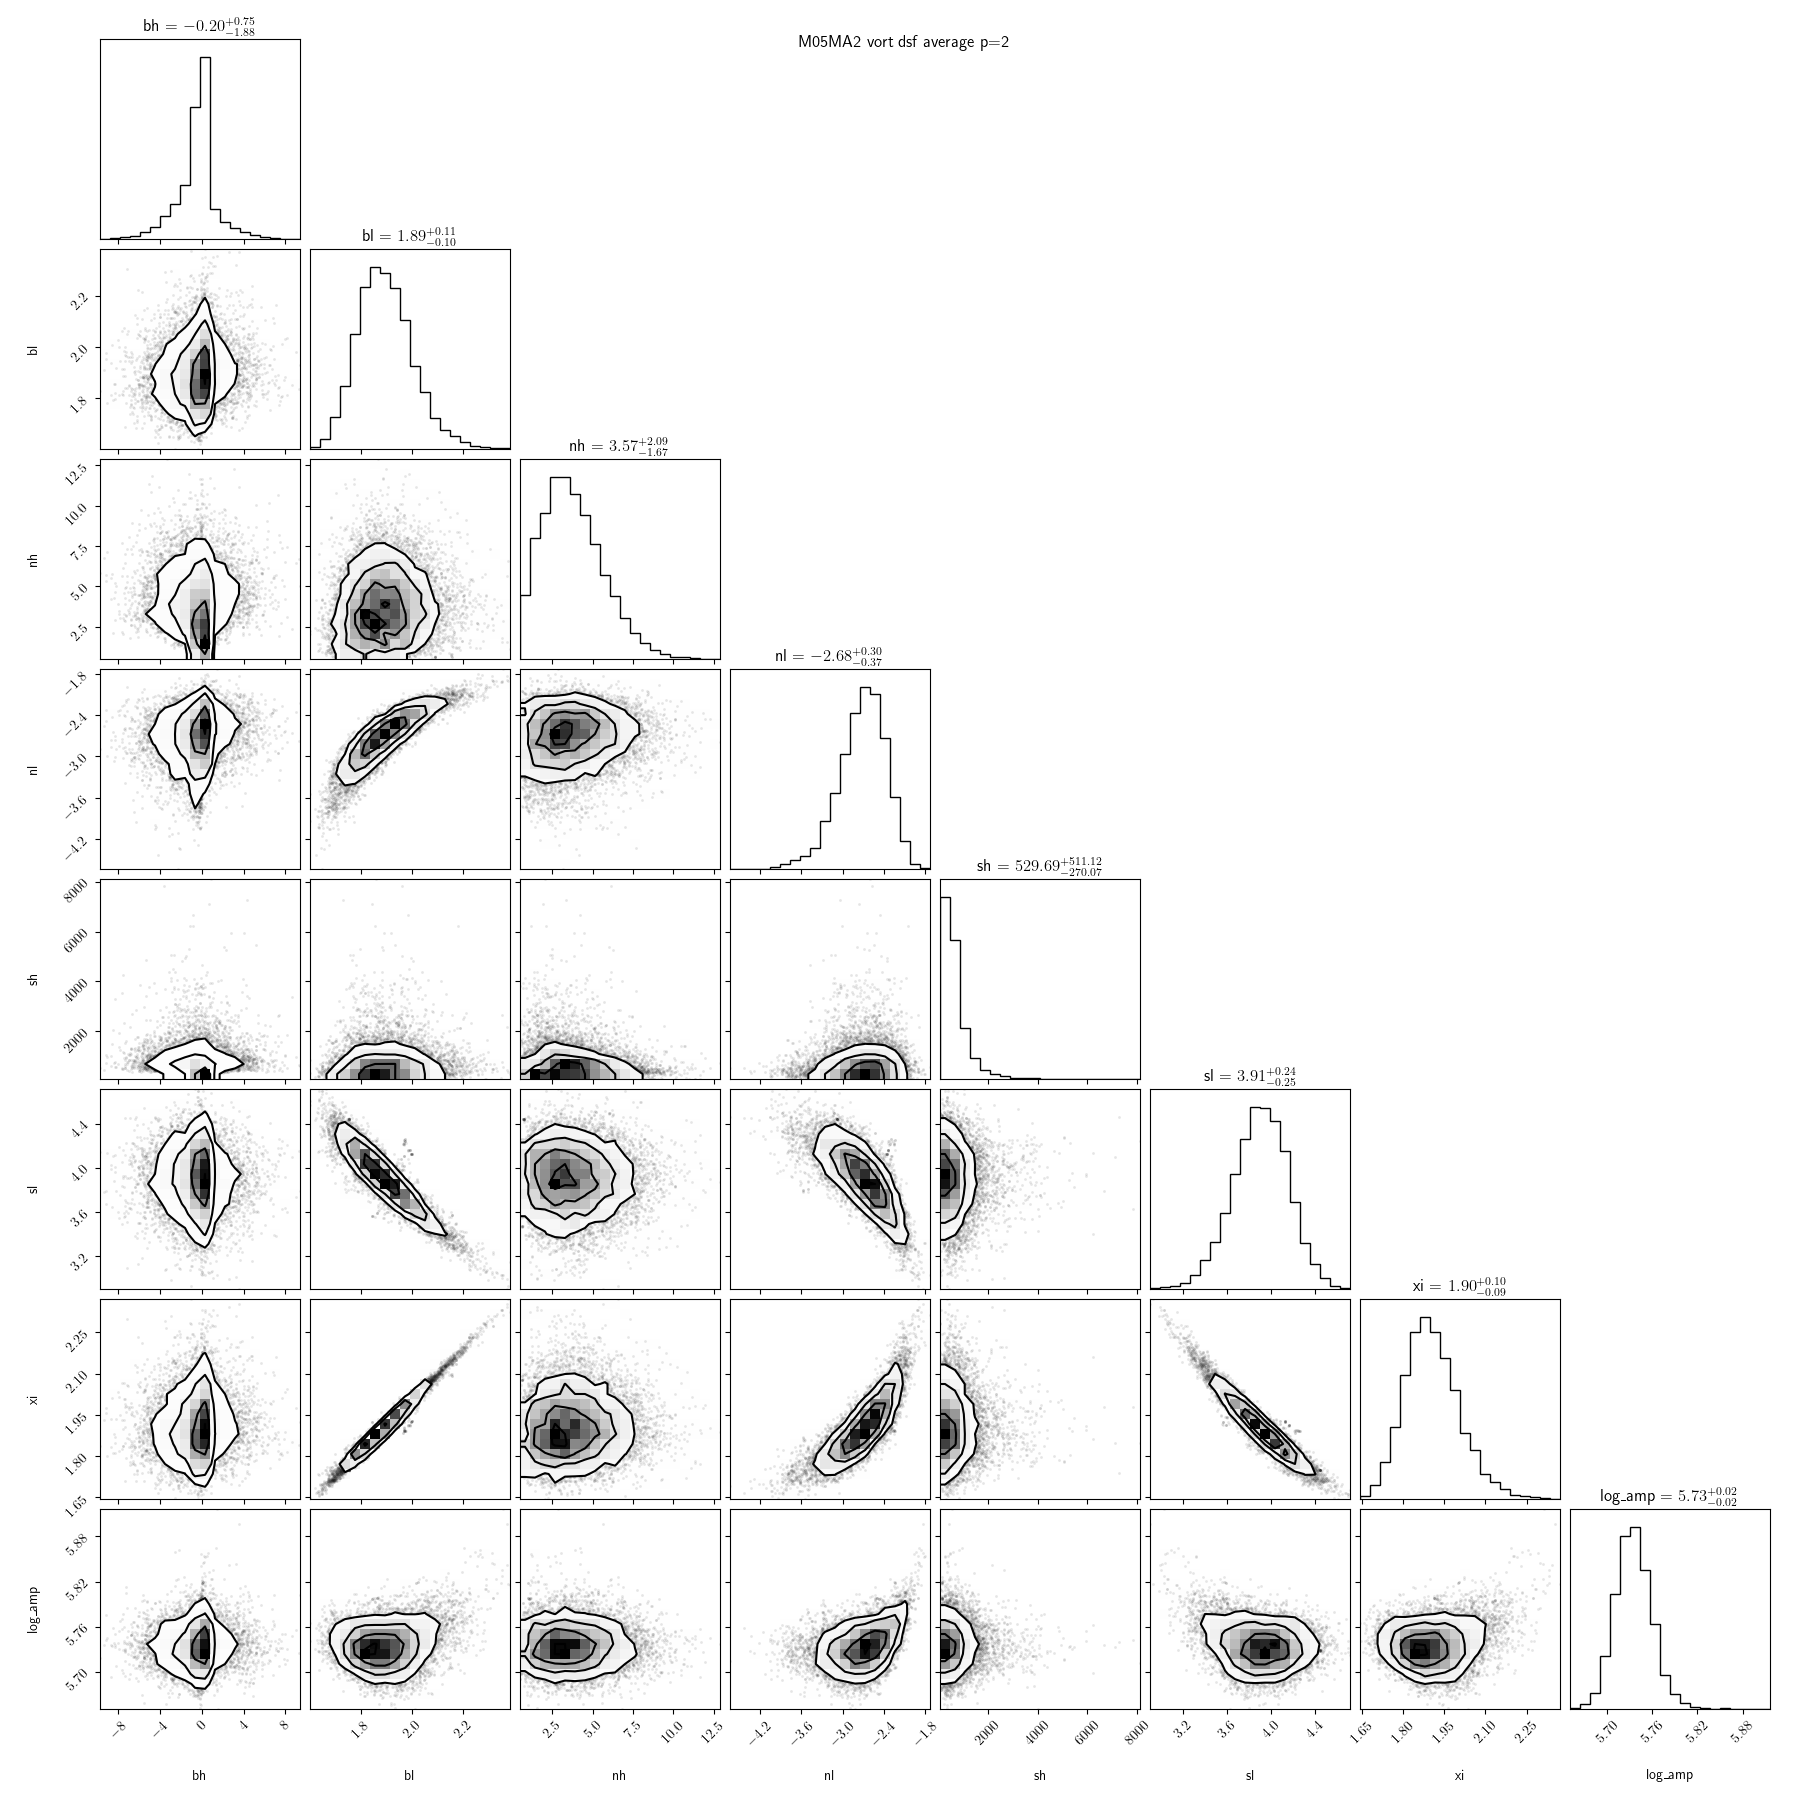 M05MA2 vort dsf average p=2
bh = −0.20 +0.75 −1.88
bl = 1.89 +0.11 −0.10
2.2
2.0
1.8
bl
nh = 3.57 +2.09 −1.67
12.5
10.0
7.5
5.0
2.5
nh
nl = −2.68 +0.30 −0.37
−1.8
−2.4
−3.0
−3.6
−4.2
nl
sh = 529.69 +511.12 −270.07
8000
6000
4000
2000
sh
sl = 3.91 +0.24 −0.25
4.4
4.0
3.6
3.2
sl
xi = 1.90 +0.10 −0.09
2.25
2.10
1.95
1.80
1.65
xi
log_amp = 5.73 +0.02 −0.02
5.88
5.82
5.76
5.70
log_amp
−8 −4 0 4 8 1.8 2.0 2.2 2.5 5.0 7.5 10.0 12.5 −4.2 −3.6 −3.0 −2.4 −1.8 2000 4000 6000 8000 3.2 3.6 4.0 4.4 1.65 1.80 1.95 2.10 2.25 5.70 5.76 5.82 5.88
bh bl nh nl sh sl xi log_amp